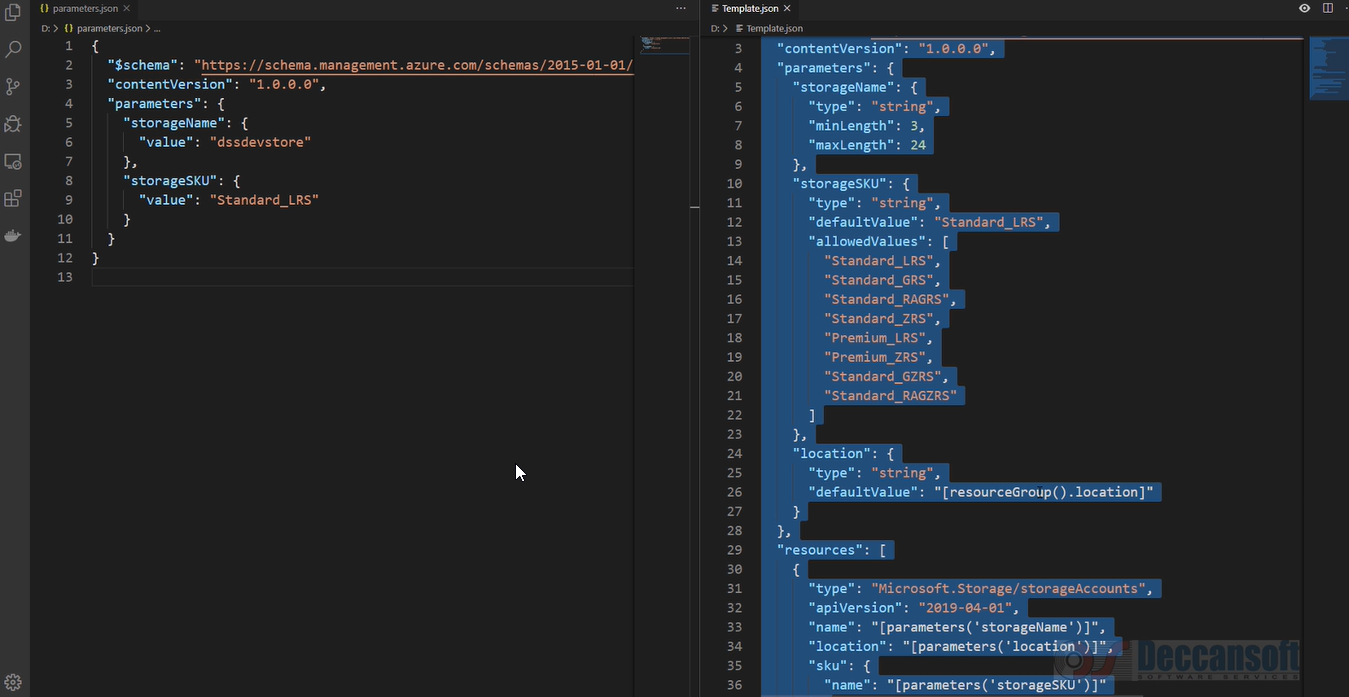 parameters.json
D: > parameters.json > ...
1 {
2 "$schema": "https://schema.management.azure.com/schemas/2015-01-01/
3 "contentVersion": "1.0.0.0",
4 "parameters": {
5 "storageName": {
6 "value": "dssdevstore"
7 },
8 "storageSKU": {
9 "value": "Standard_LRS"
10 }
11 }
12 }
13
Template.json
D: > Template.json
3 "contentVersion": "1.0.0.0",
4 "parameters": {
5 "storageName": {
6 "type": "string",
7 "minLength": 3,
8 "maxLength": 24
9 },
10 "storageSKU": {
11 "type": "string",
12 "defaultValue": "Standard_LRS",
13 "allowedValues": [
14 "Standard_LRS",
15 "Standard_GRS",
16 "Standard_RAGRS",
17 "Standard_ZRS",
18 "Premium_LRS",
19 "Premium_ZRS",
20 "Standard_GZRS",
21 "Standard_RAGZRS"
22 ]
23 },
24 "location": {
25 "type": "string",
26 "defaultValue": "[resourceGroup().location]"
27 }
28 },
29 "resources": [
30 {
31 "type": "Microsoft.Storage/storageAccounts",
32 "apiVersion": "2019-04-01",
33 "name": "[parameters('storageName')]",
34 "location": "[parameters('location')]",
35 "sku": {
36 "name": "[parameters('storageSKU')]"
Deccansoft
SOFTWARE SERVICES